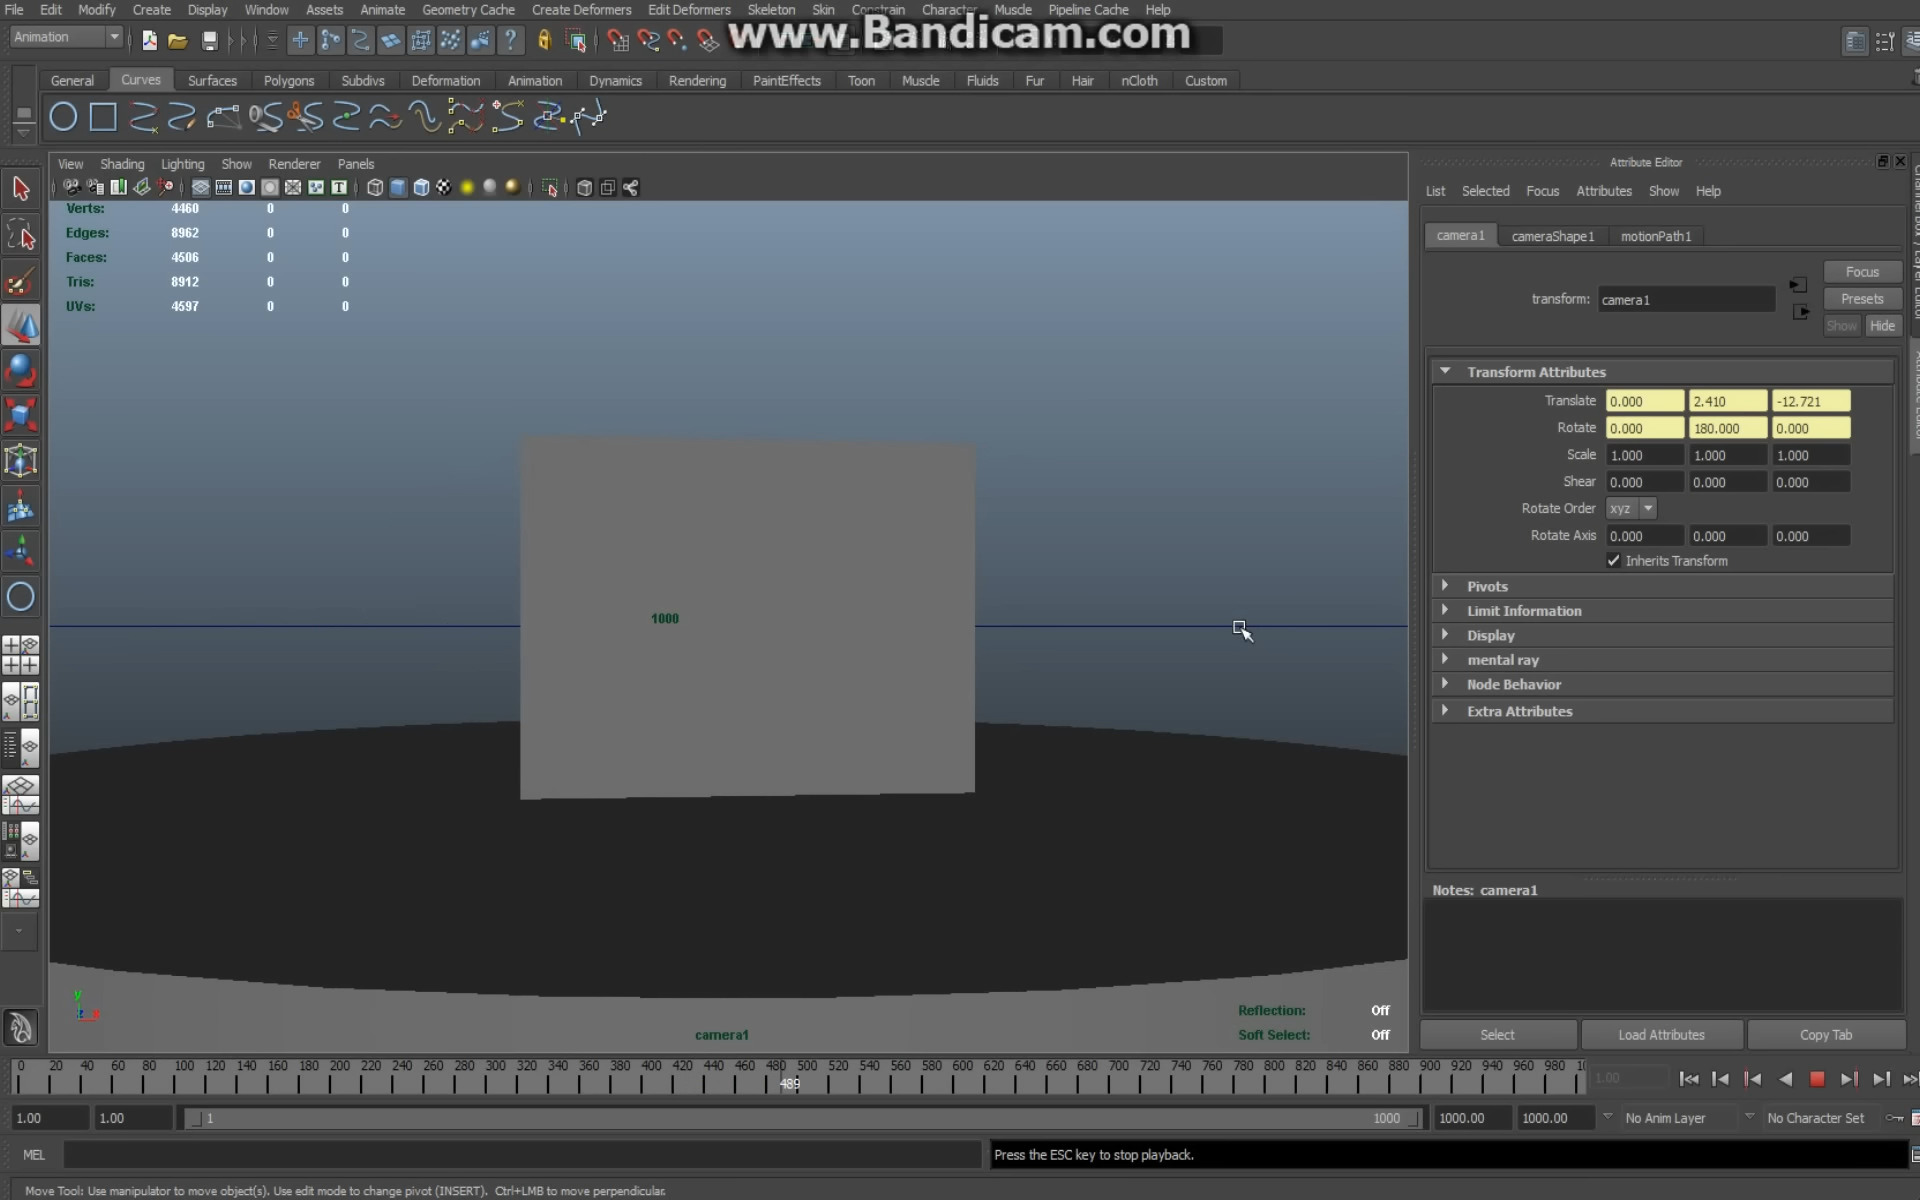 File Edit Modify Create Display Window Assets Animate Geometry Cache Create Deformers Edit Deformers Skeleton Skin Constrain Character Muscle Pipeline Cache Help
www.Bandicam.com
Animation
General Curves Surfaces Polygons Subdivs Deformation Animation Dynamics Rendering PaintEffects Toon Muscle Fluids Fur Hair nCloth Custom
View Shading Lighting Show Renderer Panels
Attribute Editor
List Selected Focus Attributes Show Help
Verts: 4460 0 0
Edges: 8962 0 0
Faces: 4506 0 0
Tris: 8912 0 0
UVs: 4597 0 0
camera1 cameraShape1 motionPath1
Focus
transform: camera1
Presets
Show Hide
Transform Attributes
Translate 0.000 2.410 -12.721
Rotate 0.000 180.000 0.000
Scale 1.000 1.000 1.000
Shear 0.000 0.000 0.000
Rotate Order xyz
Rotate Axis 0.000 0.000 0.000
Inherits Transform
Pivots
Limit Information
Display
mental ray
Node Behavior
Extra Attributes
1000
Notes: camera1
y
Reflection: Off
camera1
Soft Select: Off
Select Load Attributes Copy Tab
0 20 40 60 80 100 120 140 160 180 200 220 240 260 280 300 320 340 360 380 400 420 440 460 480 500 520 540 560 580 600 620 640 660 680 700 720 740 760 780 800 820 840 860 880 900 920 940 960 980
489
1.00
1.00 1.00 1 1000 1000.00 1000.00 No Anim Layer No Character Set
MEL
Press the ESC key to stop playback.
Move Tool: Use manipulator to move object(s). Use edit mode to change pivot (INSERT). Ctrl+LMB to move perpendicular.